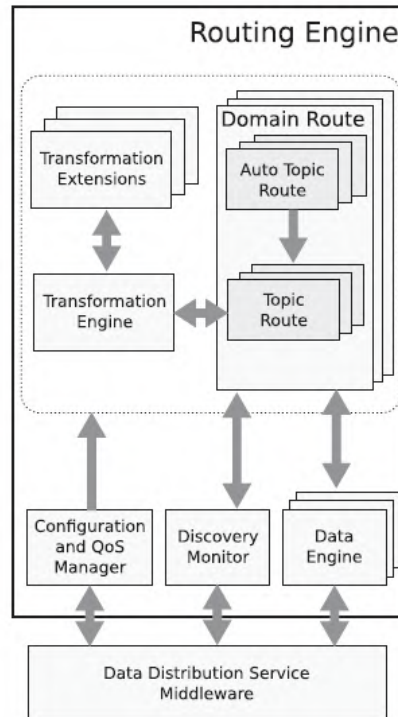 Routing Engine
Domain Route
Transformation
Extensions
Auto Topic
Route
Transformation
Engine
Topic
Route
Configuration
and QoS
Manager
Discovery
Monitor
Data
Engine
Data Distribution Service
Middleware